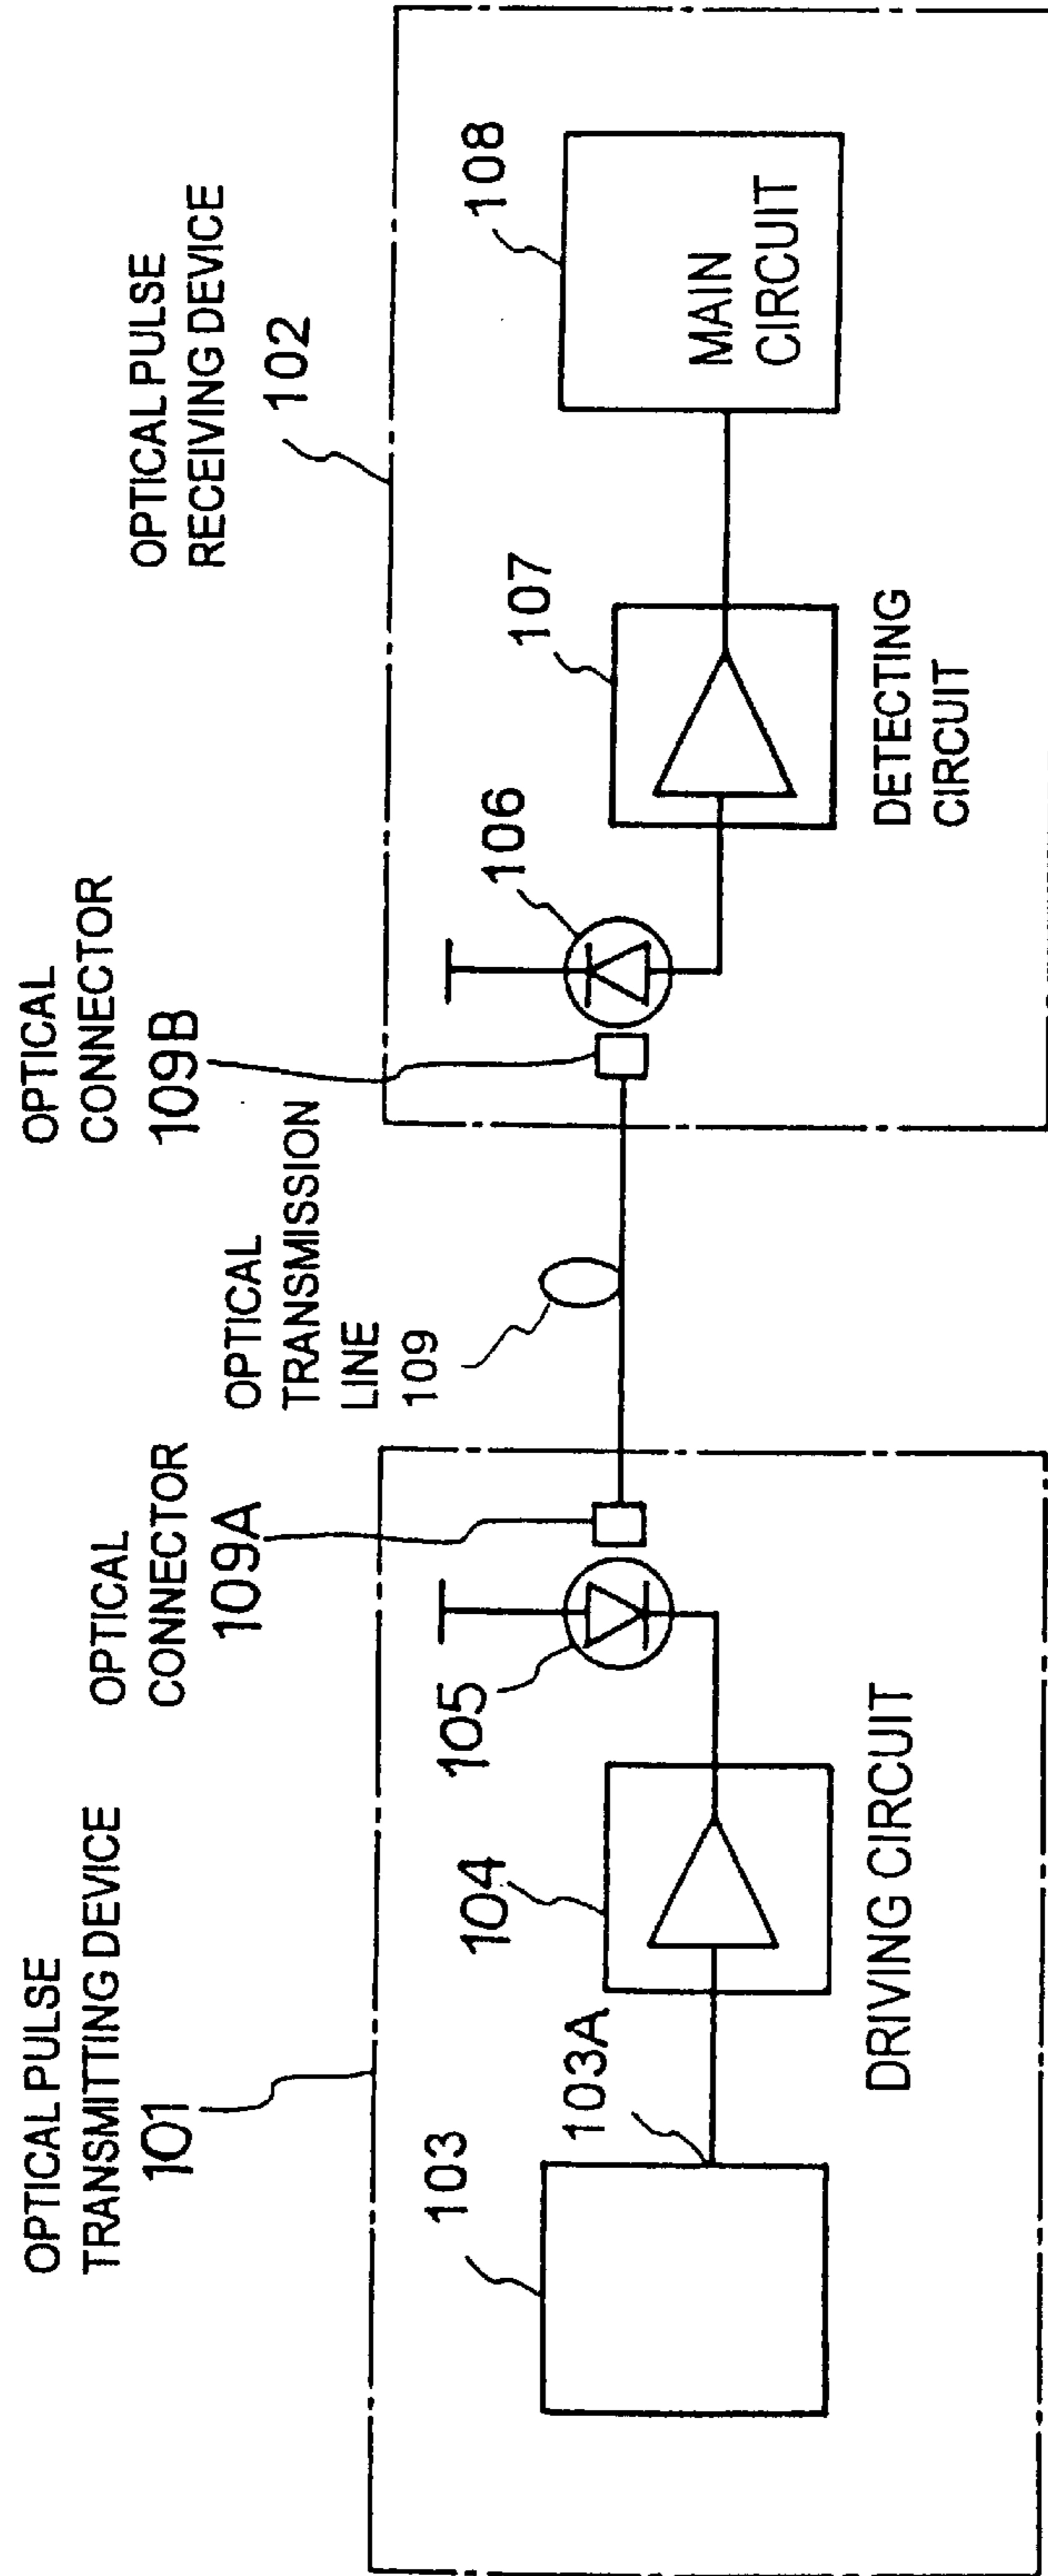 OPTICAL PULSE
TRANSMITTING DEVICE
101
OPTICAL
CONNECTOR
109A
OPTICAL
TRANSMISSION
LINE
109
OPTICAL
CONNECTOR
109B
OPTICAL PULSE
RECEIVING DEVICE
102
103
103A
104
DRIVING CIRCUIT
105
106
107
DETECTING
CIRCUIT
108
MAIN
CIRCUIT